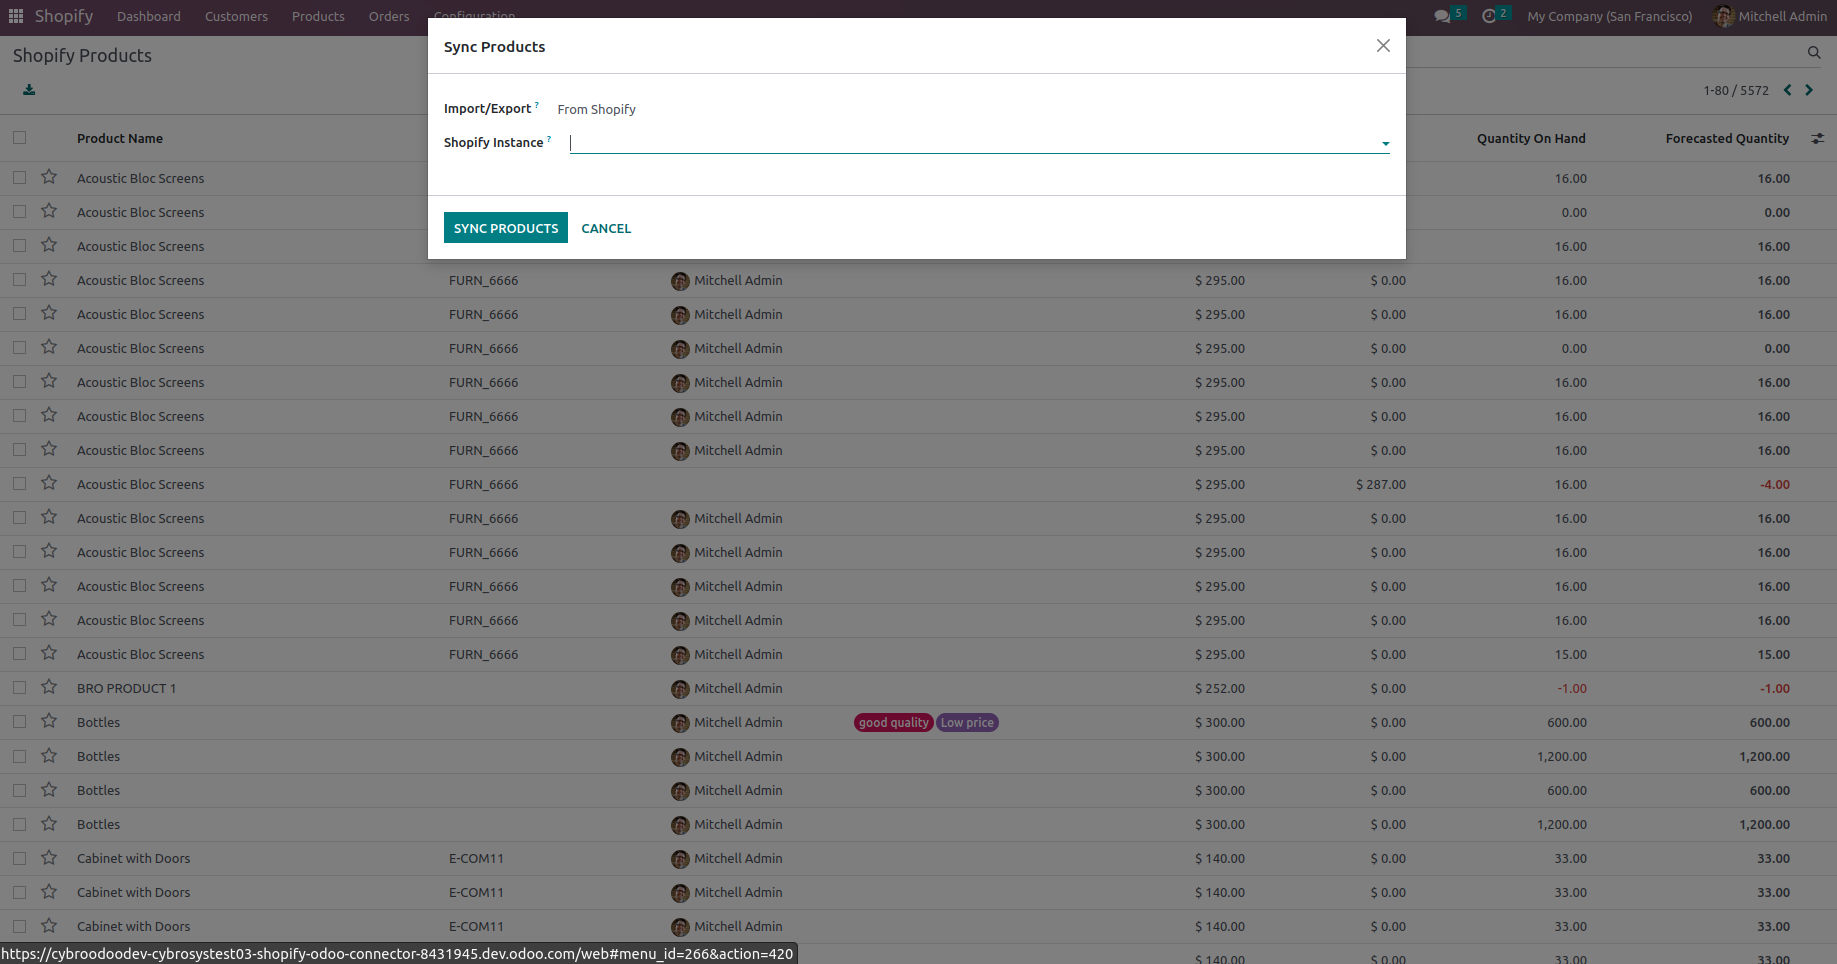 Shopify Dashboard Customers Products Orders Configuration 5 2 My Company (San Francisco) Mitchell Admin
Shopify Products
1-80 / 5572
Sync Products
Import/Export ? From Shopify
Shopify Instance ?
SYNC PRODUCTS CANCEL
Product Name Quantity On Hand Forecasted Quantity
Acoustic Bloc Screens 16.00 16.00
Acoustic Bloc Screens 0.00 0.00
Acoustic Bloc Screens 16.00 16.00
Acoustic Bloc Screens FURN_6666 Mitchell Admin $ 295.00 $ 0.00 16.00 16.00
Acoustic Bloc Screens FURN_6666 Mitchell Admin $ 295.00 $ 0.00 16.00 16.00
Acoustic Bloc Screens FURN_6666 Mitchell Admin $ 295.00 $ 0.00 0.00 0.00
Acoustic Bloc Screens FURN_6666 Mitchell Admin $ 295.00 $ 0.00 16.00 16.00
Acoustic Bloc Screens FURN_6666 Mitchell Admin $ 295.00 $ 0.00 16.00 16.00
Acoustic Bloc Screens FURN_6666 Mitchell Admin $ 295.00 $ 0.00 16.00 16.00
Acoustic Bloc Screens FURN_6666 $ 295.00 $ 287.00 16.00 -4.00
Acoustic Bloc Screens FURN_6666 Mitchell Admin $ 295.00 $ 0.00 16.00 16.00
Acoustic Bloc Screens FURN_6666 Mitchell Admin $ 295.00 $ 0.00 16.00 16.00
Acoustic Bloc Screens FURN_6666 Mitchell Admin $ 295.00 $ 0.00 16.00 16.00
Acoustic Bloc Screens FURN_6666 Mitchell Admin $ 295.00 $ 0.00 16.00 16.00
Acoustic Bloc Screens FURN_6666 Mitchell Admin $ 295.00 $ 0.00 15.00 15.00
BRO PRODUCT 1 Mitchell Admin $ 252.00 $ 0.00 -1.00 -1.00
Bottles Mitchell Admin good quality Low price $ 300.00 $ 0.00 600.00 600.00
Bottles Mitchell Admin $ 300.00 $ 0.00 1,200.00 1,200.00
Bottles Mitchell Admin $ 300.00 $ 0.00 600.00 600.00
Bottles Mitchell Admin $ 300.00 $ 0.00 1,200.00 1,200.00
Cabinet with Doors E-COM11 Mitchell Admin $ 140.00 $ 0.00 33.00 33.00
Cabinet with Doors E-COM11 Mitchell Admin $ 140.00 $ 0.00 33.00 33.00
Cabinet with Doors E-COM11 Mitchell Admin $ 140.00 $ 0.00 33.00 33.00
$ 140.00 $ 0.00 33.00 33.00
https://cybroodoodev-cybrosystest03-shopify-odoo-connector-8431945.dev.odoo.com/web#menu_id=266&action=420